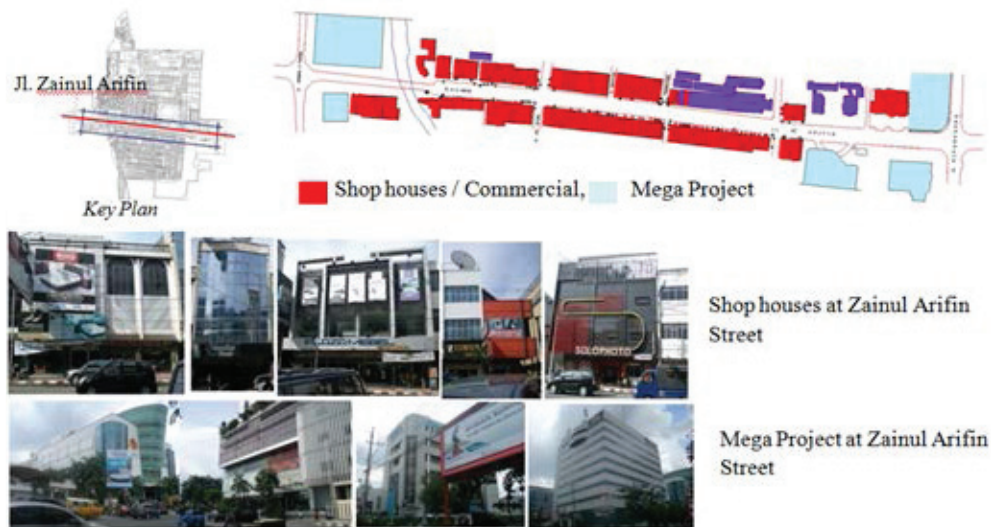 Jl. Zainul Arifin
Key Plan
Shop houses / Commercial,
Mega Project
SOLOPHOTO
Shop houses at Zainul Arifin
Street
Mega Project at Zainul Arifin
Street